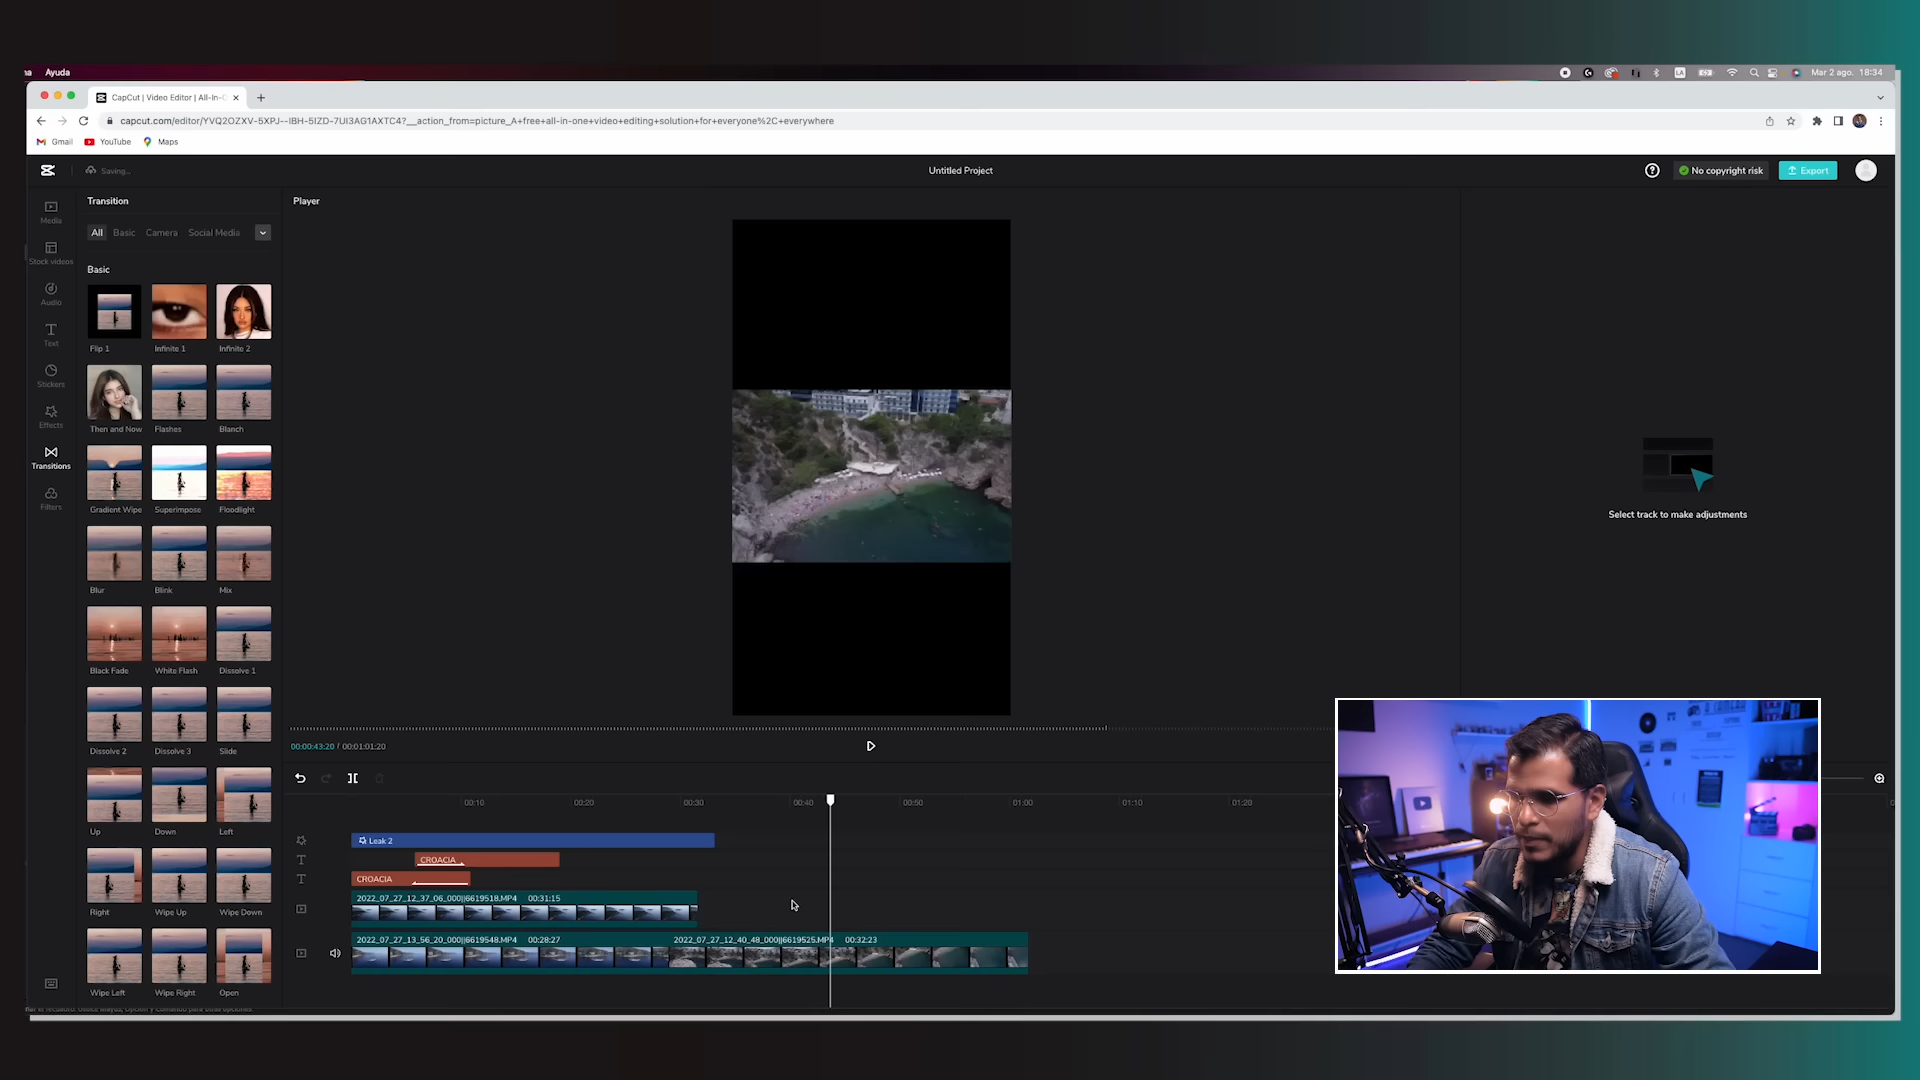 Ayuda
Mar 2 ago. 18:34
CapCut | Video Editor | All-In-O
capcut.com/editor/YVQ2OZXV-5XPJ--IBH-5IZD-7UI3AG1AXTC4?__action_from=picture_A+free+all-in-one+video+editing+solution+for+everyone%2C+everywhere
Gmail YouTube Maps
Saving...
Untitled Project
No copyright risk
Export
Media
Stock videos
Audio
Text
Stickers
Effects
Transitions
Filters
Transition
All Basic Camera Social Media
Basic
Flip 1 Infinite 1 Infinite 2
Then and Now Flashes Blanch
Gradient Wipe Superimpose Floodlight
Blur Blink Mix
Black Fade White Flash Dissolve 1
Dissolve 2 Dissolve 3 Slide
Up Down Left
Right Wipe Up Wipe Down
Wipe Left Wipe Right Open
Player
Select track to make adjustments
00:00:43:20 / 00:01:01:20
00:10 00:20 00:30 00:40 00:50 01:00 01:10 01:20
Leak 2
CROACIA
CROACIA
2022_07_27_12_37_06_000||6619518.MP4 00:31:15
2022_07_27_13_56_20_000||6619548.MP4 00:28:27
2022_07_27_12_40_48_000||6619525.MP4 00:32:23